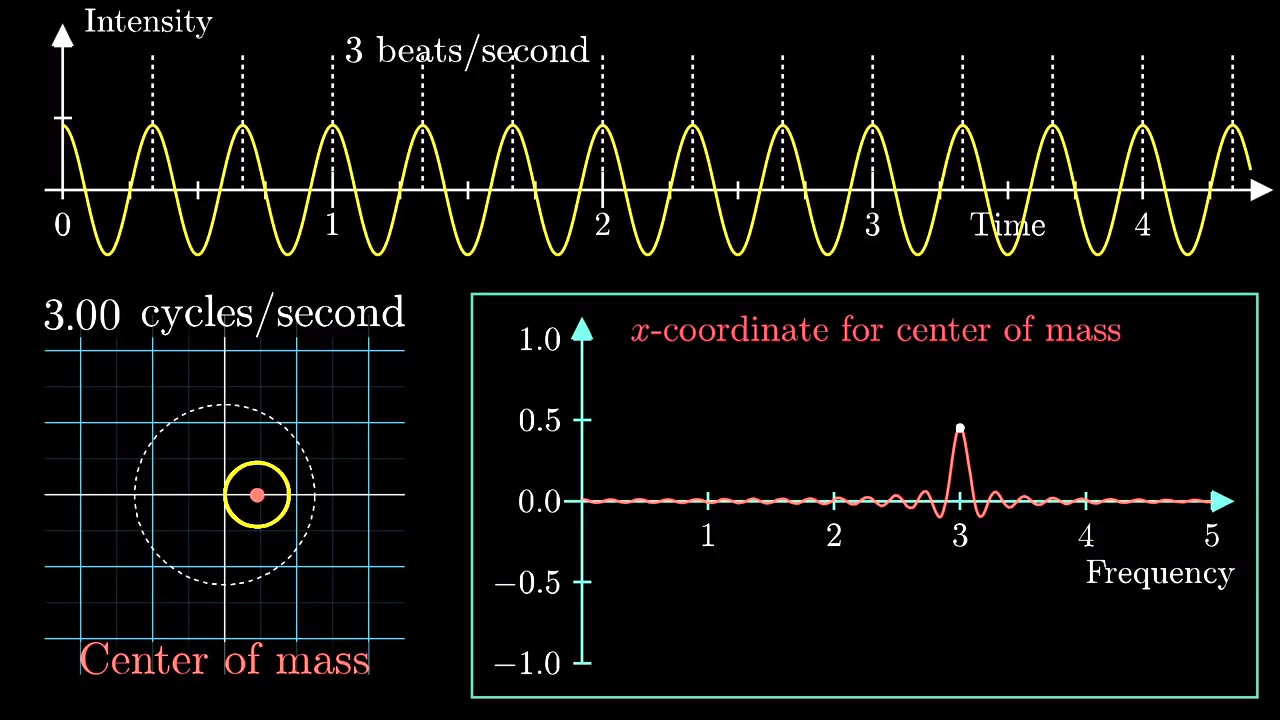 Intensity
3 beats/second
0 1 2 3 Time 4
3.00 cycles/second
Center of mass
x-coordinate for center of mass
1.0
0.5
0.0
1 2 3 4 5
Frequency
−0.5
−1.0